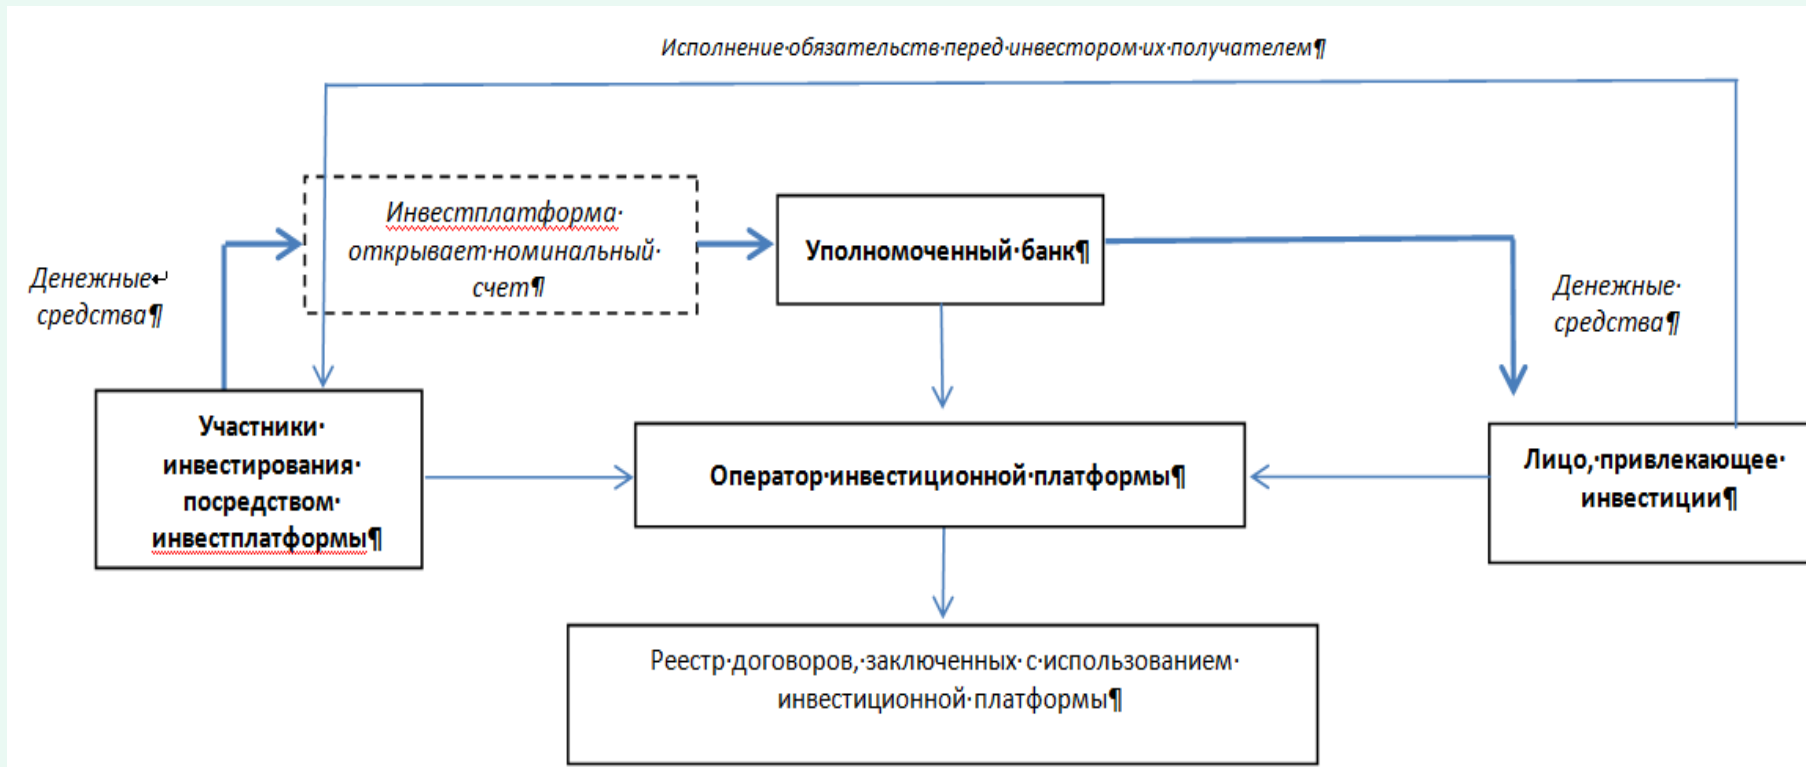 Исполнение·обязательств·перед·инвестором·их·получателем¶
Инвестплатформа·
открывает·номинальный·
счет¶
Уполномоченный·банк¶
Денежные↵
средства¶
Денежные·
средства¶
Участники·
инвестирования·
посредством·
инвестплатформы¶
Оператор·инвестиционной·платформы¶
Лицо,·привлекающее·
инвестиции¶
Реестр·договоров,·заключенных·с·использованием·
инвестиционной·платформы¶